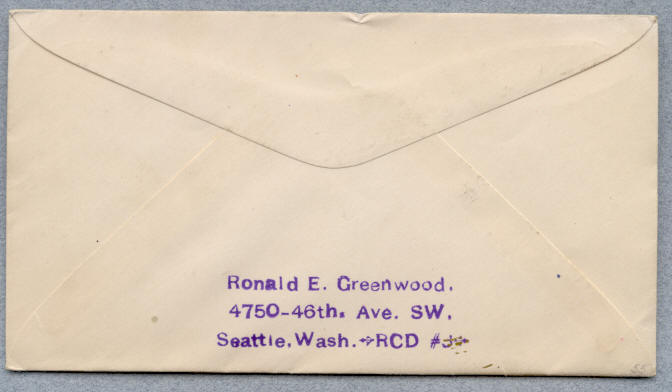 Ronald E. Greenwood.
4750-46th. Ave. SW.
Seattle, Wash. RCD